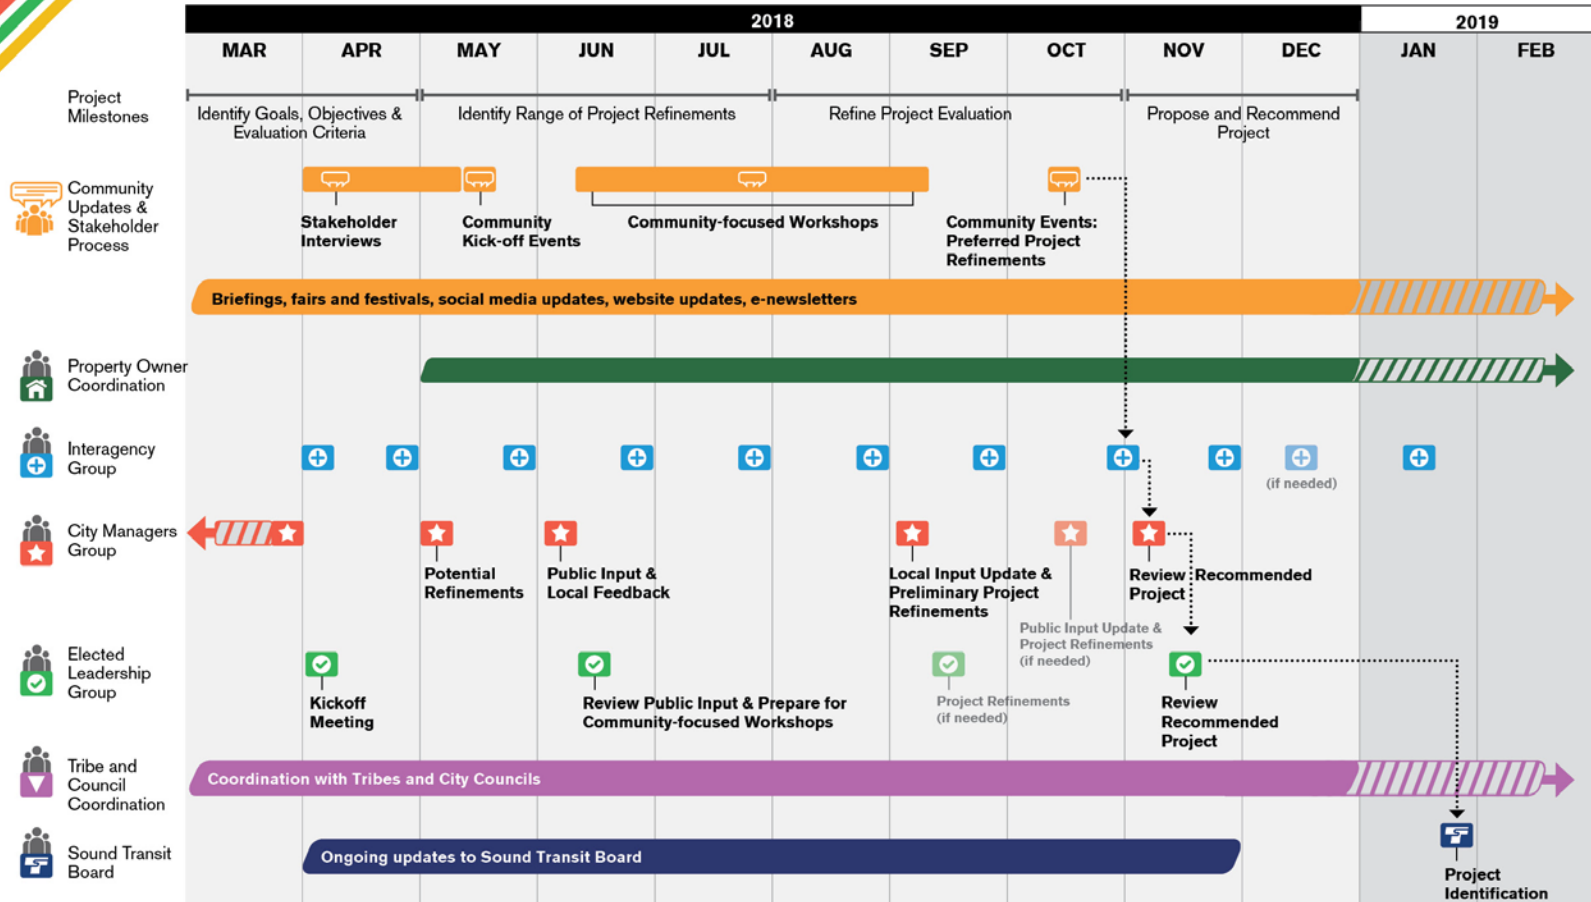 2018
2019
MAR APR MAY JUN JUL AUG SEP OCT NOV DEC JAN FEB
Project
Milestones
Identify Goals, Objectives &
Evaluation Criteria
Identify Range of Project Refinements
Refine Project Evaluation
Propose and Recommend
Project
Community
Updates &
Stakeholder
Process
Stakeholder
Interviews
Community
Kick-off Events
Community-focused Workshops
Community Events:
Preferred Project
Refinements
Briefings, fairs and festivals, social media updates, website updates, e-newsletters
Property Owner
Coordination
Interagency
Group
(if needed)
City Managers
Group
Potential
Refinements
Public Input &
Local Feedback
Local Input Update &
Preliminary Project
Refinements
Public Input Update &
Project Refinements
(if needed)
Review Recommended
Project
Elected
Leadership
Group
Kickoff
Meeting
Review Public Input & Prepare for
Community-focused Workshops
Project Refinements
(if needed)
Review
Recommended
Project
Tribe and
Council
Coordination
Coordination with Tribes and City Councils
Sound Transit
Board
Ongoing updates to Sound Transit Board
Project
Identification